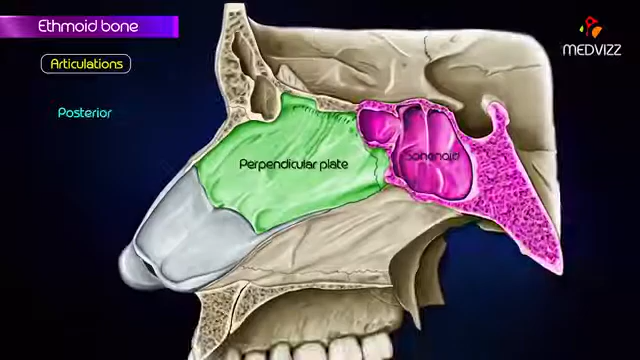 Ethmoid bone
MEDVIZZ
Articulations
Posterior
Perpendicular plate
Sphenoid